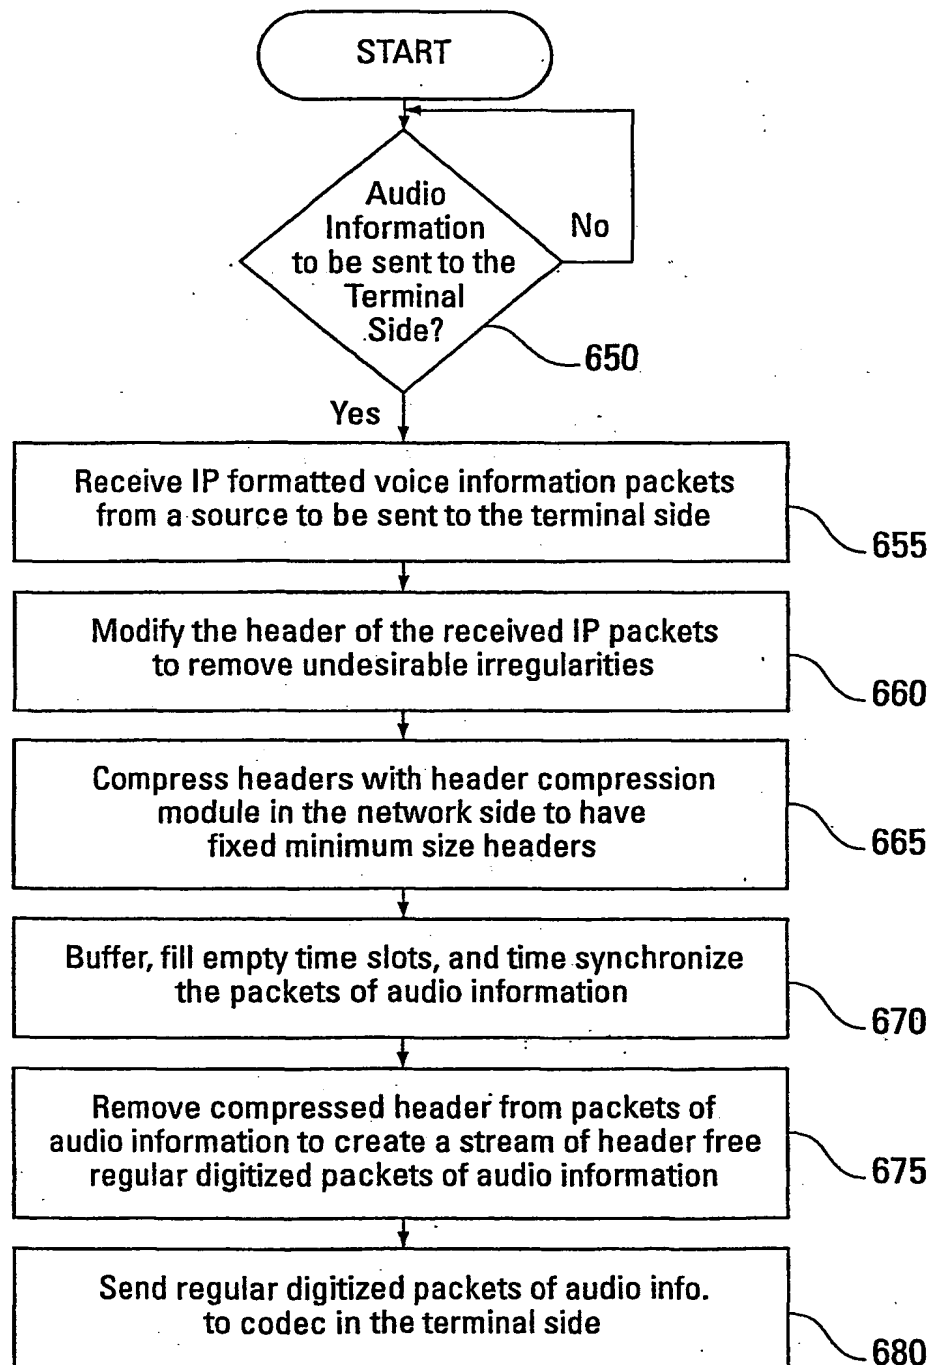 START
Audio
Information
to be sent to the
Terminal
Side?
No
650
Yes
Receive IP formatted voice information packets
from a source to be sent to the terminal side
655
Modify the header of the received IP packets
to remove undesirable irregularities
660
Compress headers with header compression
module in the network side to have
fixed minimum size headers
665
Buffer, fill empty time slots, and time synchronize
the packets of audio information
670
Remove compressed header from packets of
audio information to create a stream of header free
regular digitized packets of audio information
675
Send regular digitized packets of audio info.
to codec in the terminal side
680